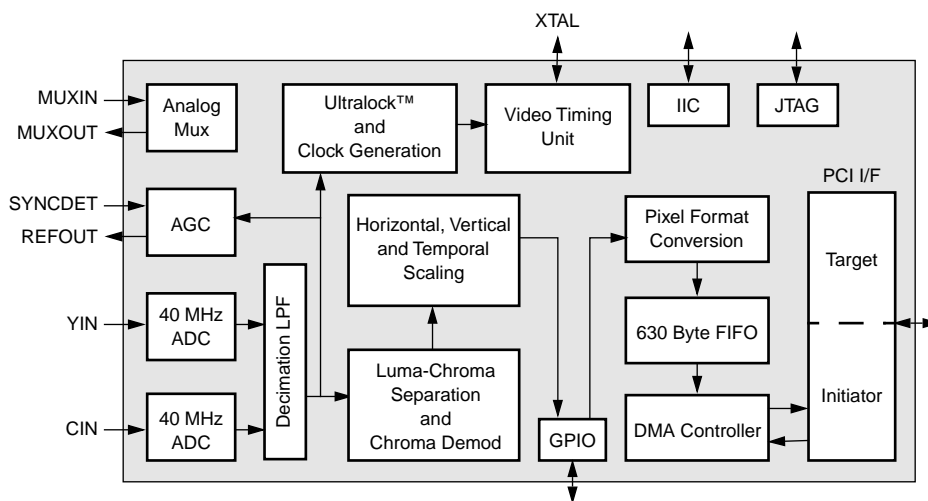 XTAL
MUXIN
MUXOUT
Analog
Mux
Ultralock™
and
Clock Generation
Video Timing
Unit
IIC
JTAG
PCI I/F
SYNCDET
REFOUT
AGC
Horizontal, Vertical
and Temporal
Scaling
Pixel Format
Conversion
Target
YIN
40 MHz
ADC
Decimation LPF
630 Byte FIFO
Luma-Chroma
Separation
and
Chroma Demod
Initiator
CIN
40 MHz
ADC
GPIO
DMA Controller